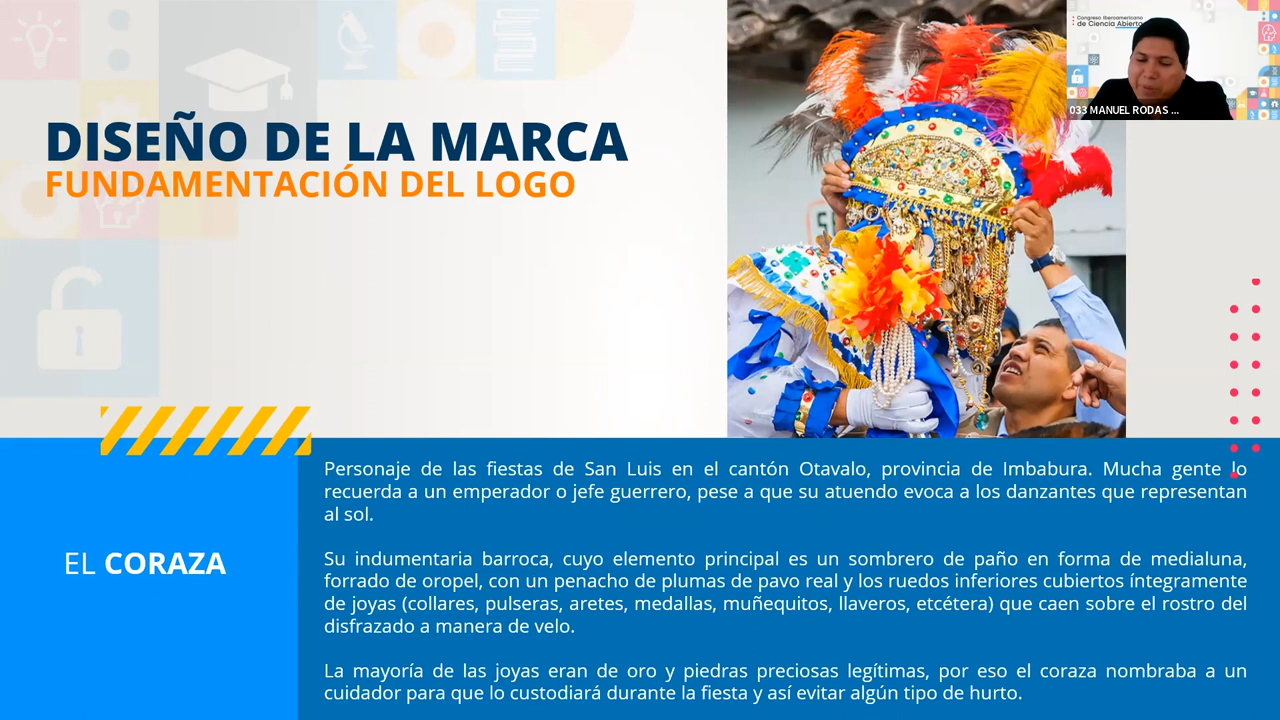 Congreso Iberoamericano
de Ciencia Abierta
033 MANUEL RODAS ...
DISEÑO DE LA MARCA
FUNDAMENTACIÓN DEL LOGO
EL CORAZA
Personaje de las fiestas de San Luis en el cantón Otavalo, provincia de Imbabura. Mucha gente lo
recuerda a un emperador o jefe guerrero, pese a que su atuendo evoca a los danzantes que representan
al sol.
Su indumentaria barroca, cuyo elemento principal es un sombrero de paño en forma de medialuna,
forrado de oropel, con un penacho de plumas de pavo real y los ruedos inferiores cubiertos íntegramente
de joyas (collares, pulseras, aretes, medallas, muñequitos, llaveros, etcétera) que caen sobre el rostro del
disfrazado a manera de velo.
La mayoría de las joyas eran de oro y piedras preciosas legítimas, por eso el coraza nombraba a un
cuidador para que lo custodiará durante la fiesta y así evitar algún tipo de hurto.